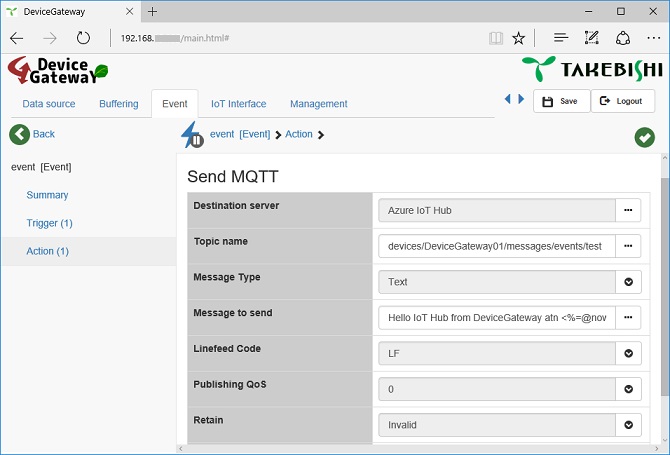 DeviceGateway
192.168. /main.html#
Device
Gateway
TAKEBISHI
Data source Buffering Event IoT Interface Management Save Logout
Back event [Event] Action
event [Event]
Summary
Trigger (1)
Action (1)
Send MQTT
Destination server Azure IoT Hub
Topic name devices/DeviceGateway01/messages/events/test
Message Type Text
Message to send Hello IoT Hub from DeviceGateway atn <%=@now
Linefeed Code LF
Publishing QoS 0
Retain Invalid